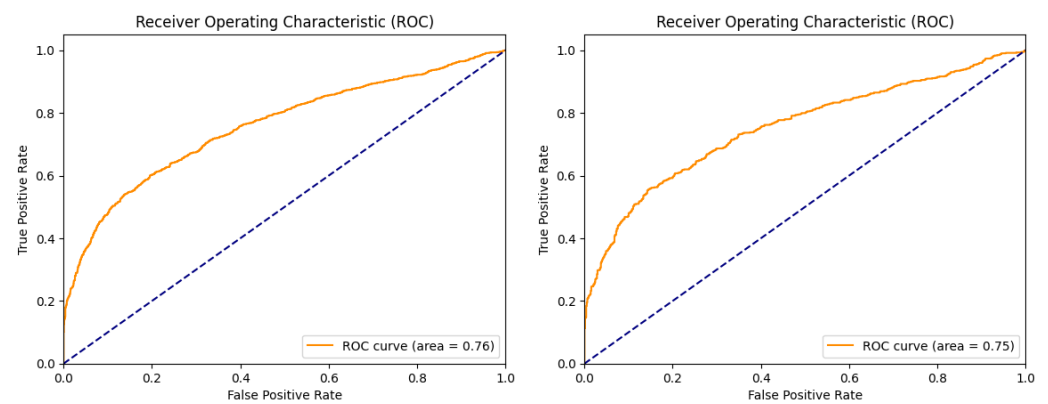 Receiver Operating Characteristic (ROC)
1.0
0.8
0.6
0.4
0.2
0.0
True Positive Rate
ROC curve (area = 0.76)
0.0 0.2 0.4 0.6 0.8 1.0
False Positive Rate
Receiver Operating Characteristic (ROC)
1.0
0.8
0.6
0.4
0.2
0.0
True Positive Rate
ROC curve (area = 0.75)
0.0 0.2 0.4 0.6 0.8 1.0
False Positive Rate